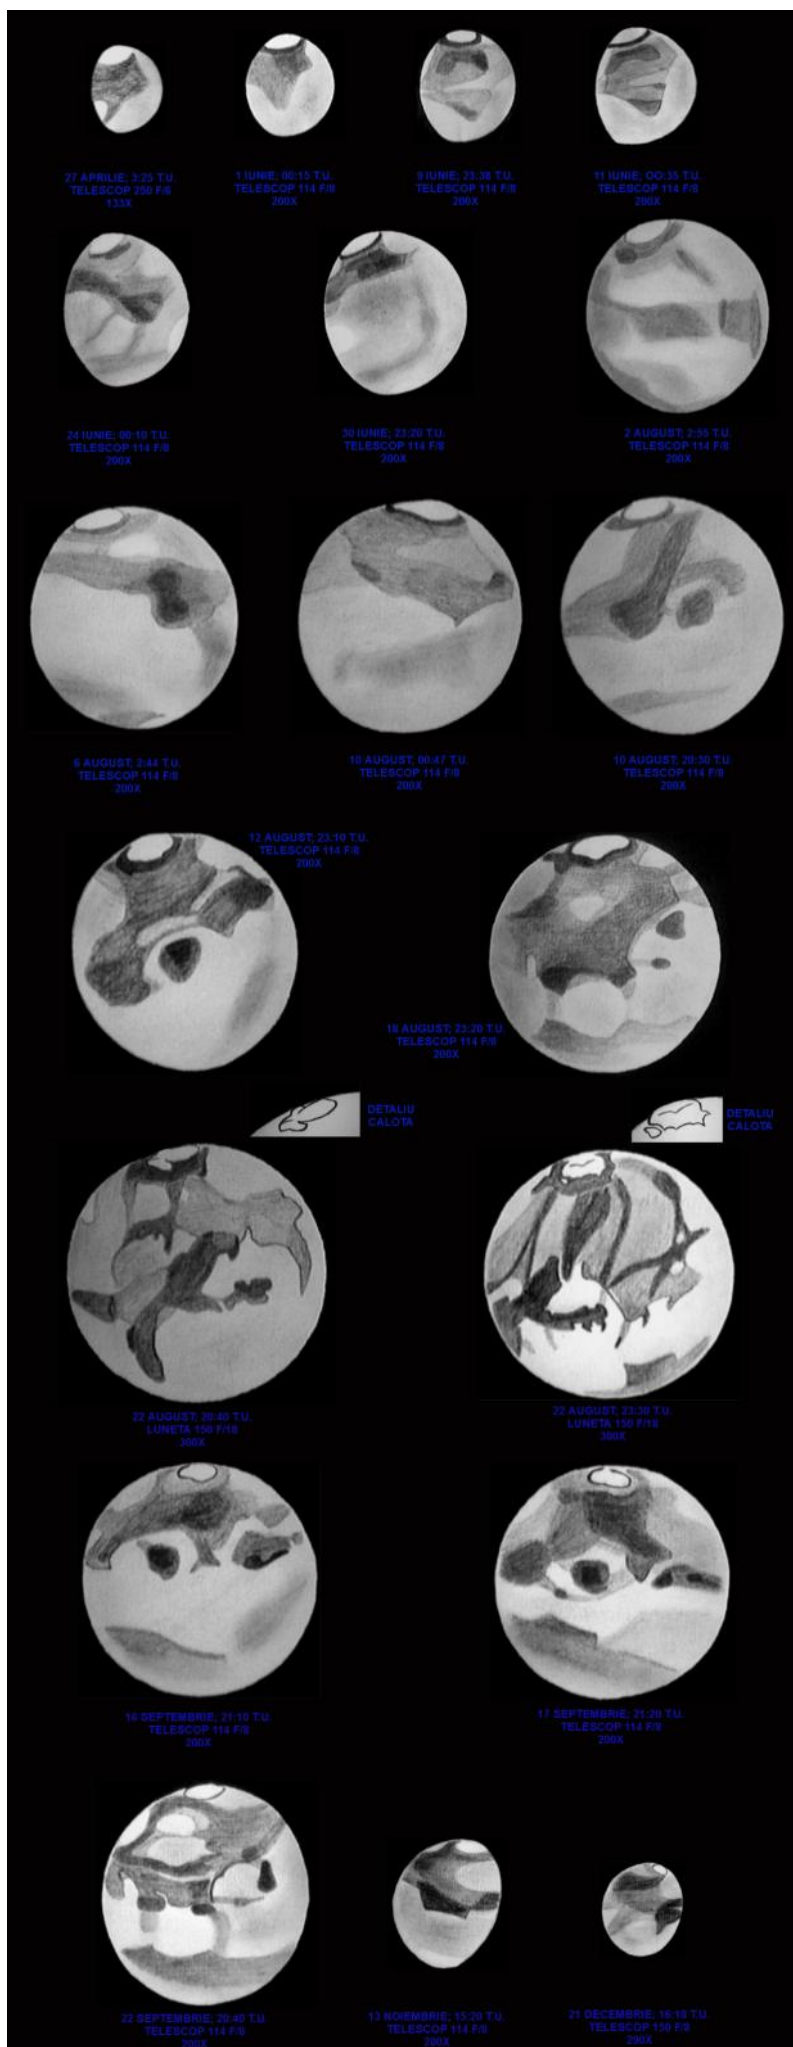 27 APRILIE; 3:25 T.U.
TELESCOP 250 F/6
133X
1 IUNIE; 00:15 T.U.
TELESCOP 114 F/8
200X
9 IUNIE; 23:38 T.U.
TELESCOP 114 F/8
200X
11 IUNIE; OO:35 T.U.
TELESCOP 114 F/8
200X
24 IUNIE; 00:10 T.U.
TELESCOP 114 F/8
200X
30 IUNIE; 23:20 T.U.
TELESCOP 114 F/8
200X
2 AUGUST; 2:55 T.U.
TELESCOP 114 F/8
200X
6 AUGUST; 2:44 T.U.
TELESCOP 114 F/8
200X
10 AUGUST; 00:47 T.U.
TELESCOP 114 F/8
200X
10 AUGUST; 20:30 T.U.
TELESCOP 114 F/8
200X
12 AUGUST; 23:10 T.U.
TELESCOP 114 F/8
200X
18 AUGUST; 23:20 T.U.
TELESCOP 114 F/8
200X
DETALIU
CALOTA
DETALIU
CALOTA
22 AUGUST; 20:40 T.U.
LUNETA 150 F/18
300X
22 AUGUST; 23:30 T.U.
LUNETA 150 F/18
300X
16 SEPTEMBRIE; 21:10 T.U.
TELESCOP 114 F/8
200X
17 SEPTEMBRIE; 21:20 T.U.
TELESCOP 114 F/8
200X
22 SEPTEMBRIE; 20:40 T.U.
TELESCOP 114 F/8
200X
13 NOIEMBRIE; 15:20 T.U.
TELESCOP 114 F/8
200X
21 DECEMBRIE; 16:10 T.U.
TELESCOP 150 F/8
290X